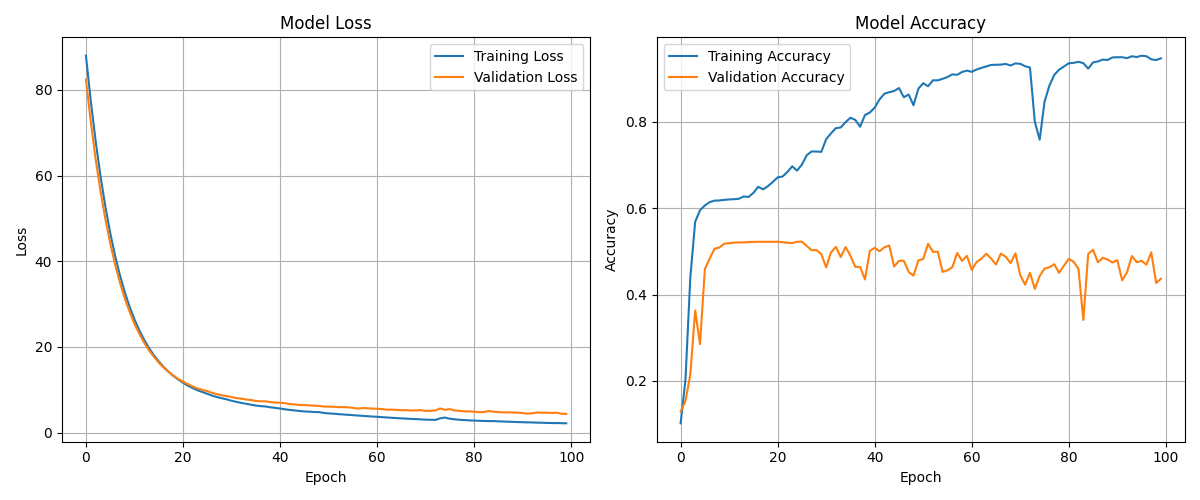 Model Loss
Training Loss
Validation Loss
Loss
80
60
40
20
0
0 20 40 60 80 100
Epoch
Model Accuracy
Training Accuracy
Validation Accuracy
Accuracy
0.8
0.6
0.4
0.2
0 20 40 60 80 100
Epoch